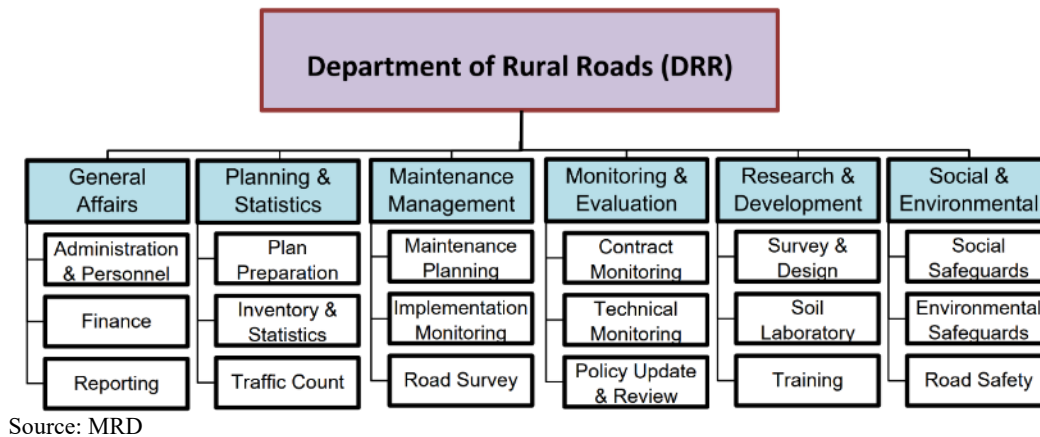 Department of Rural Roads (DRR)
General
Affairs
Administration
& Personnel
Finance
Reporting
Planning &
Statistics
Plan
Preparation
Inventory &
Statistics
Traffic Count
Maintenance
Management
Maintenance
Planning
Implementation
Monitoring
Road Survey
Monitoring &
Evaluation
Contract
Monitoring
Technical
Monitoring
Policy Update
& Review
Research &
Development
Survey &
Design
Soil
Laboratory
Training
Social &
Environmental
Social
Safeguards
Environmental
Safeguards
Road Safety
Source: MRD